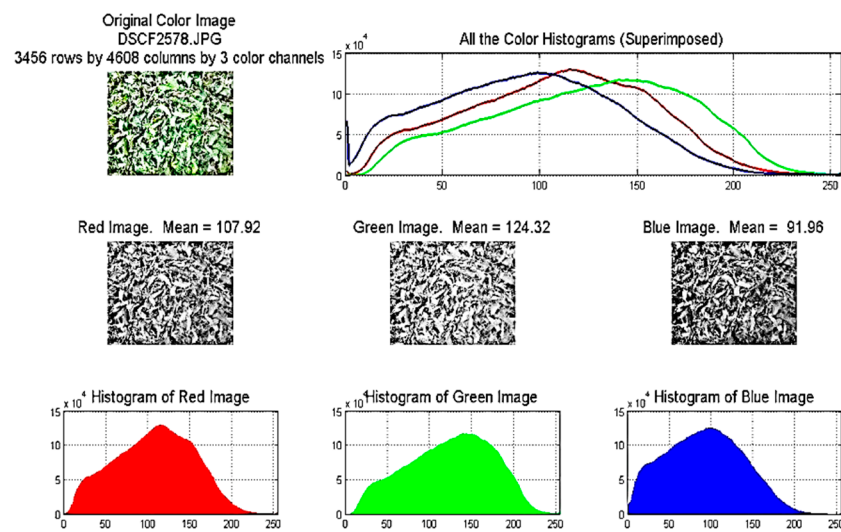 Original Color Image
DSCF2578.JPG
3456 rows by 4608 columns by 3 color channels
x 10^4
All the Color Histograms (Superimposed)
15
10
5
0
0 50 100 150 200 250
Red Image. Mean = 107.92
Green Image. Mean = 124.32
Blue Image. Mean = 91.96
x 10^4 Histogram of Red Image
15
10
5
0
0 50 100 150 200 250
x 10^4 Histogram of Green Image
15
10
5
0
0 50 100 150 200 250
x 10^4 Histogram of Blue Image
15
10
5
0
0 50 100 150 200 250